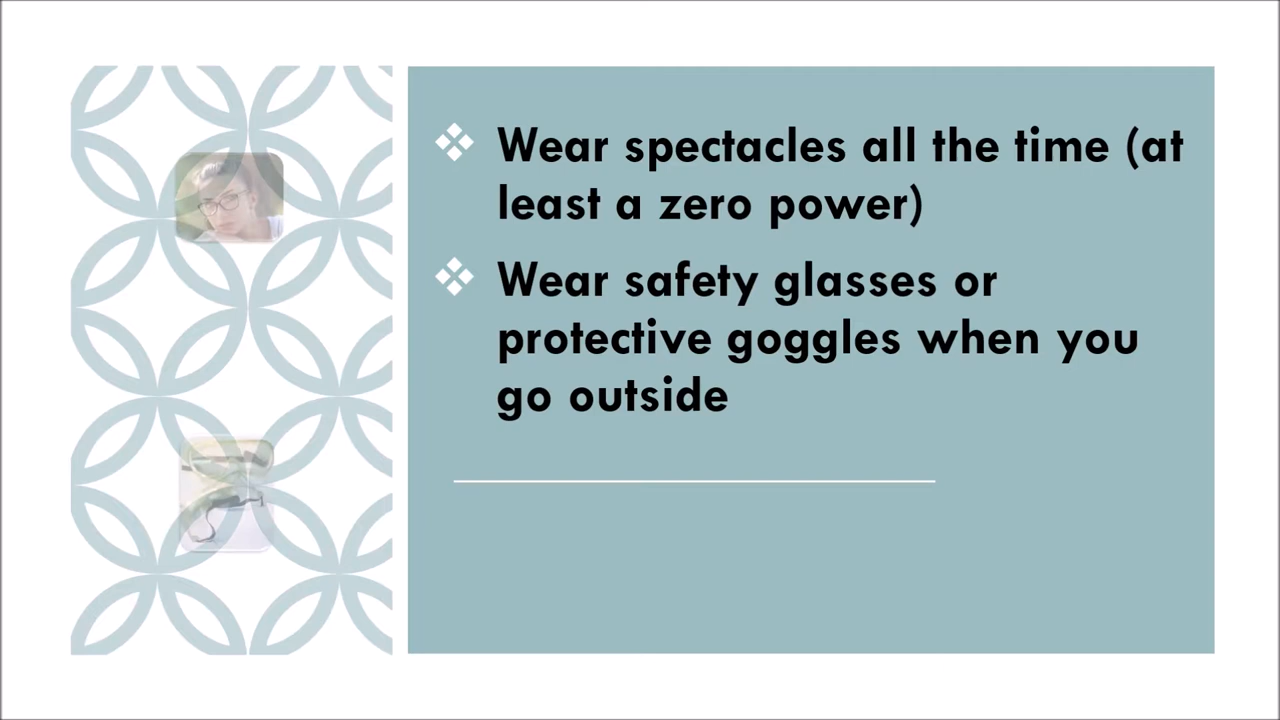 Wear spectacles all the time (at
least a zero power)
Wear safety glasses or
protective goggles when you
go outside